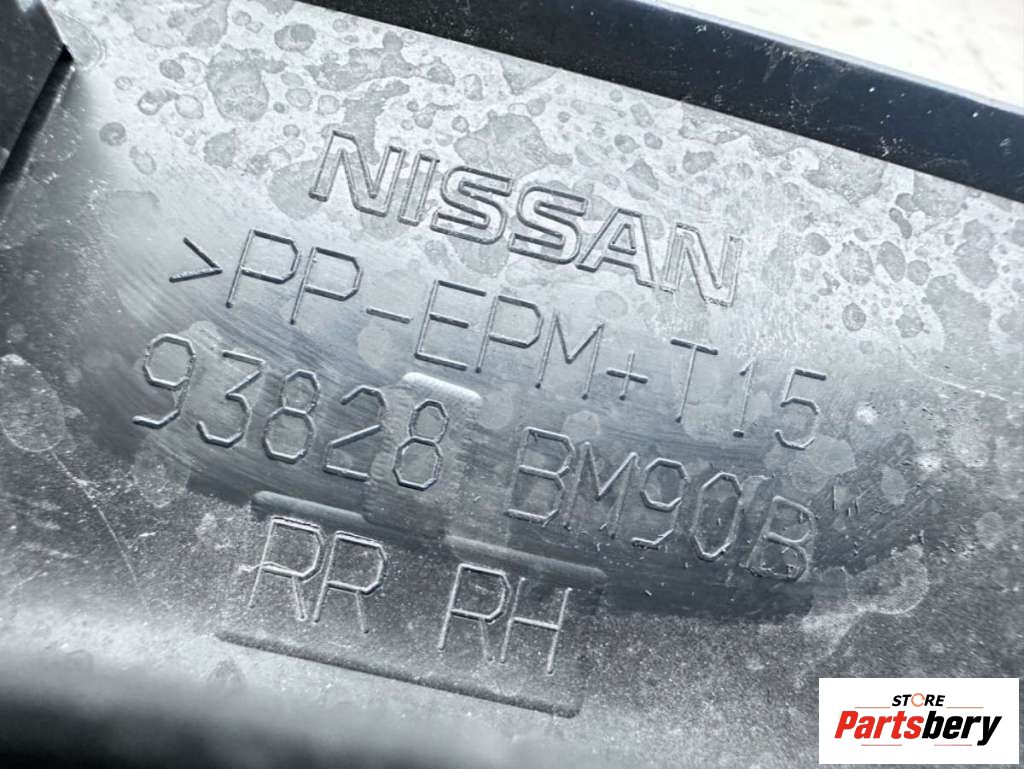 NISSAN
>PP-EPM+T15
93828 BM90B
RR RH
STORE
Partsbery